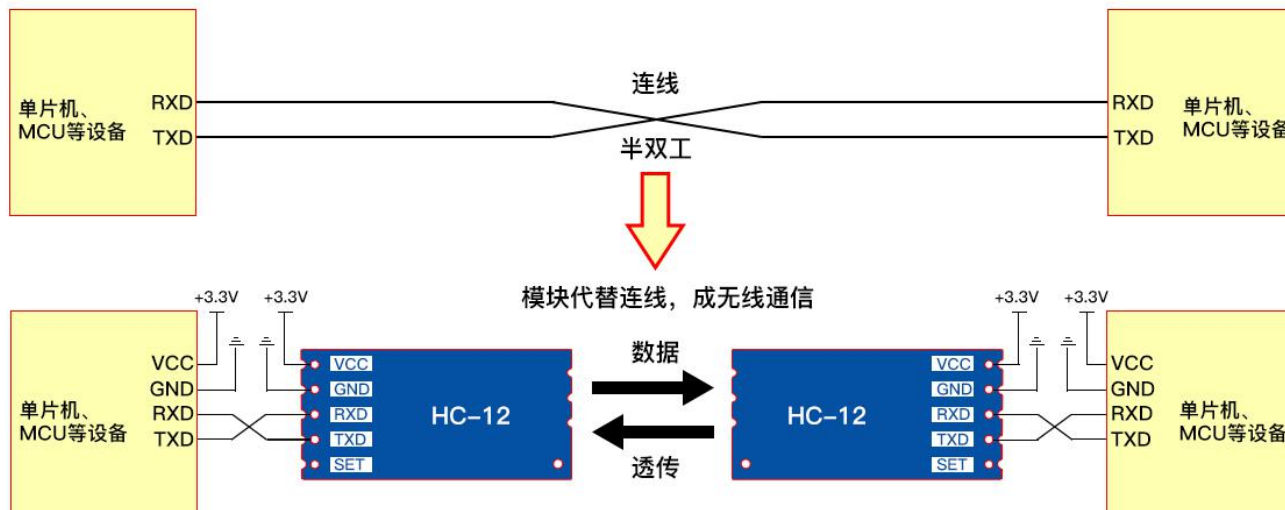 连线
单片机、
MCU等设备
RXD
TXD
RXD
TXD
单片机、
MCU等设备
半双工
模块代替连线，成无线通信
+3.3V
+3.3V
+3.3V
+3.3V
单片机、
MCU等设备
VCC
GND
RXD
TXD
VCC
GND
RXD
TXD
SET
HC-12
数据
透传
HC-12
VCC
GND
RXD
TXD
SET
VCC
GND
RXD
TXD
单片机、
MCU等设备